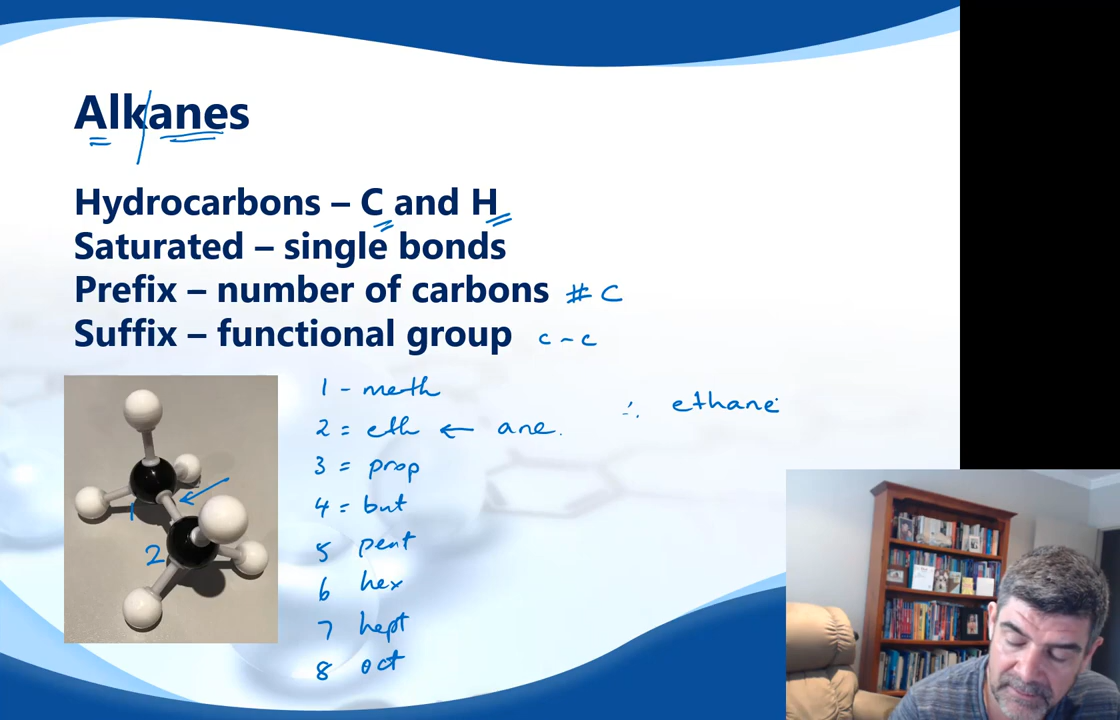 Alkanes
Hydrocarbons – C and H
Saturated – single bonds
Prefix – number of carbons # C
Suffix – functional group c - c
1 - meth
2 = eth ← ane. ∴ ethane
3 = prop
4 = but
5 pent
6 hex
7 hept
8 oct
1
2